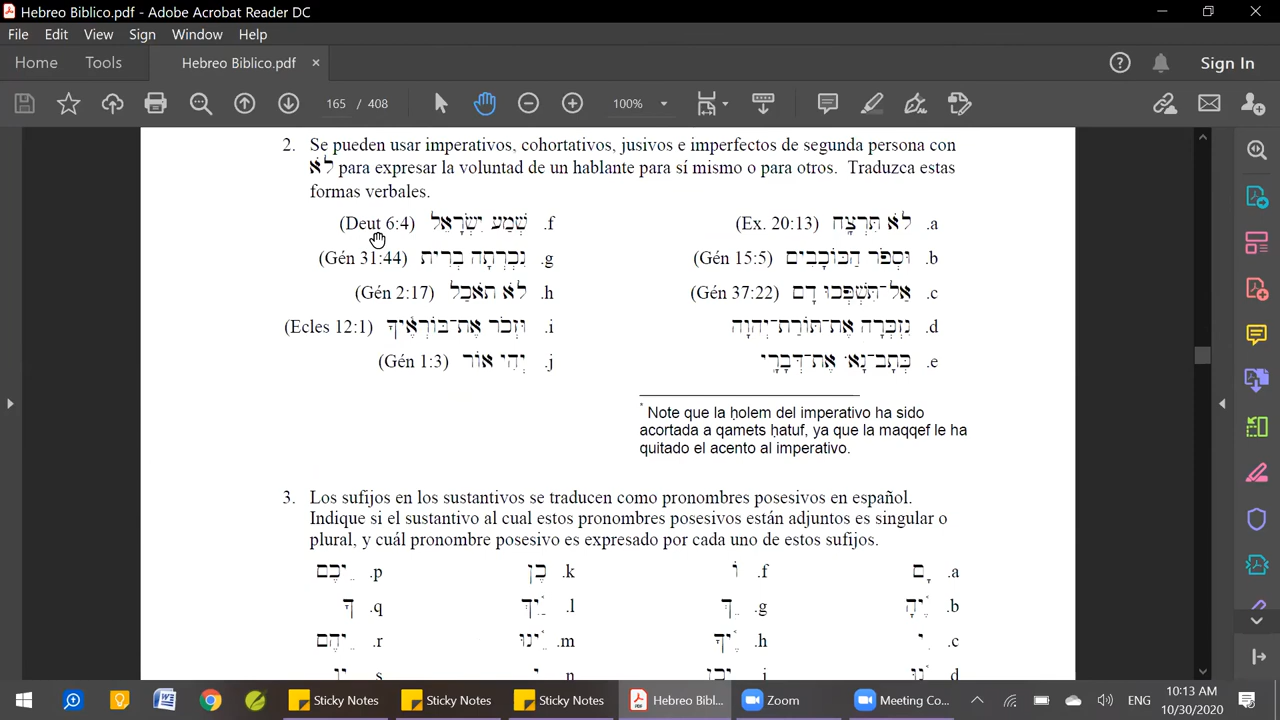 Hebreo Biblico.pdf - Adobe Acrobat Reader DC
File Edit View Sign Window Help
Home Tools Hebreo Biblico.pdf × Sign In
165 / 408 100%
2. Se pueden usar imperativos, cohortativos, jusivos e imperfectos de segunda persona con
לֹא para expresar la voluntad de un hablante para sí mismo o para otros. Traduzca estas
formas verbales.
a. לֹא תִּרְצָח (Ex. 20:13)
f. שְׁמַע יִשְׂרָאֵל (Deut 6:4)
b. וּסְפֹר הַכּוֹכָבִים (Gén 15:5)
g. נִכְרְתָה בְרִית (Gén 31:44)
c. אַל־תִּשְׁפְּכוּ דָם (Gén 37:22)
h. לֹא תֹאכַל (Gén 2:17)
d. נִזְכְּרָה אֶת־תּוֹרַת־יְהוָה
i. וּזְכֹר אֶת־בּוֹרְאֶיךָ (Ecles 12:1)
e. כְּתָב־נָא* אֶת־דְּבָרָי
j. יְהִי אוֹר (Gén 1:3)
* Note que la ḥolem del imperativo ha sido
acortada a qamets ḥatuf, ya que la maqqef le ha
quitado el acento al imperativo.
3. Los sufijos en los sustantivos se traducen como pronombres posesivos en español.
Indique si el sustantivo al cual estos pronombres posesivos están adjuntos es singular o
plural, y cuál pronombre posesivo es expresado por cada uno de estos sufijos.
a. ָם f. וֹ k. כֶן p. ֵיכֶם
b. ֶיהָ g. ֵךְ l. ַיִךְ q. ךָ
c. ִי h. ֶיךָ m. ֵינוּ r. ֵיהֶם
d. i. n. s.
Sticky Notes Sticky Notes Sticky Notes Hebreo Bibl... Zoom Meeting Co... ENG 10:13 AM
10/30/2020